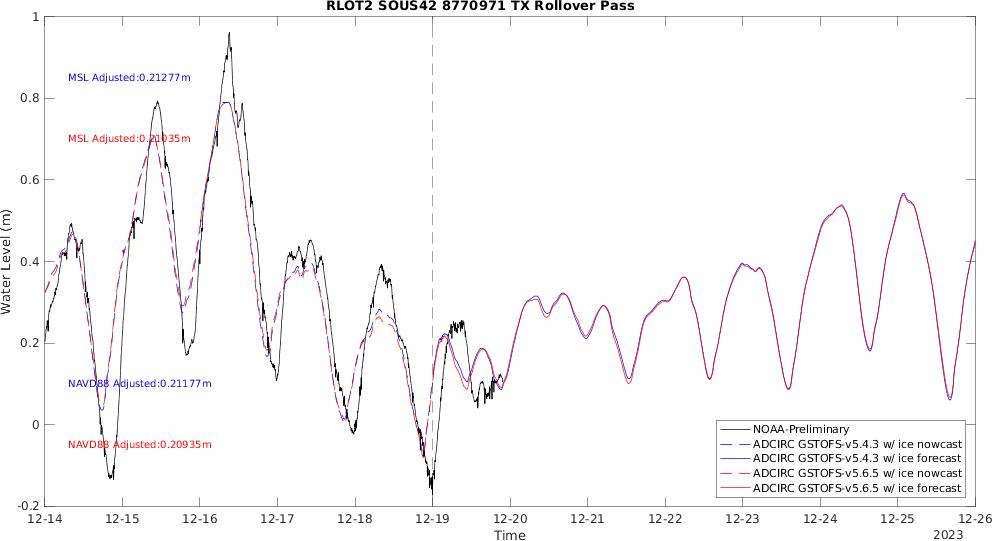 RLOT2 SOUS42 8770971 TX Rollover Pass
1
0.8
0.6
0.4
0.2
0
-0.2
Water Level (m)
MSL Adjusted:0.21277m
MSL Adjusted:0.21035m
NAVD88 Adjusted:0.21177m
NAVD88 Adjusted:0.20935m
NOAA-Preliminary
ADCIRC GSTOFS-v5.4.3 w/ ice nowcast
ADCIRC GSTOFS-v5.4.3 w/ ice forecast
ADCIRC GSTOFS-v5.6.5 w/ ice nowcast
ADCIRC GSTOFS-v5.6.5 w/ ice forecast
12-14 12-15 12-16 12-17 12-18 12-19 12-20 12-21 12-22 12-23 12-24 12-25 12-26
Time
2023